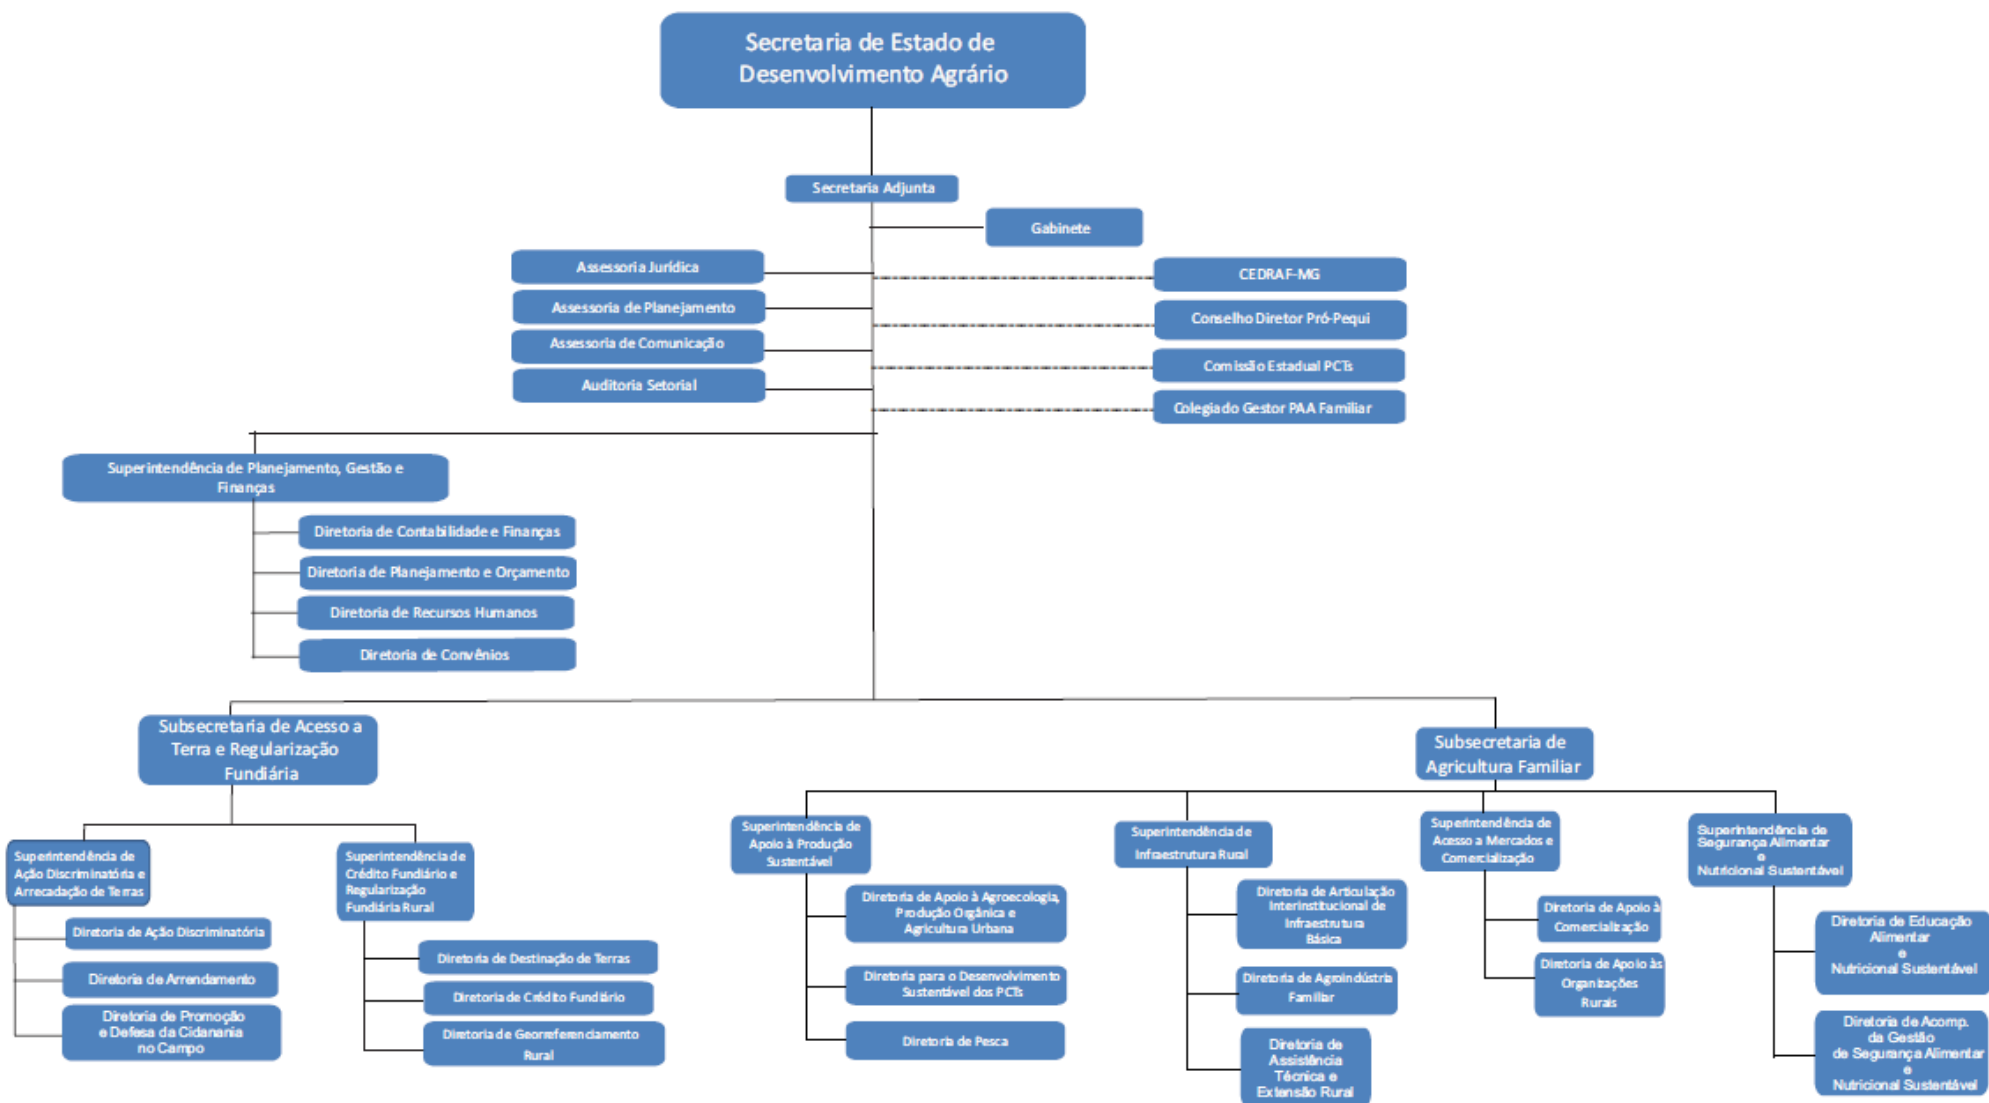 Secretaria de Estado de
Desenvolvimento Agrário
Secretaria Adjunta
Gabinete
Assessoria Jurídica
Assessoria de Planejamento
Assessoria de Comunicação
Auditoria Setorial
CEDRAF-MG
Conselho Diretor Pró-Pequi
Comissão Estadual PCTs
Colegiado Gestor PAA Familiar
Superintendência de Planejamento, Gestão e
Finanças
Diretoria de Contabilidade e Finanças
Diretoria de Planejamento e Orçamento
Diretoria de Recursos Humanos
Diretoria de Convênios
Subsecretaria de Acesso a
Terra e Regularização
Fundiária
Superintendência de
Ação Discriminatória e
Arrecadação de Terras
Diretoria de Ação Discriminatória
Diretoria de Arrendamento
Diretoria de Promoção
e Defesa da Cidanania
no Campo
Superintendência de
Crédito Fundiário e
Regularização
Fundiária Rural
Diretoria de Destinação de Terras
Diretoria de Crédito Fundiário
Diretoria de Georreferenciamento
Rural
Subsecretaria de
Agricultura Familiar
Superintendência de
Apoio à Produção
Sustentável
Diretoria de Apoio à Agroecologia,
Produção Orgânica e
Agricultura Urbana
Diretoria para o Desenvolvimento
Sustentável dos PCTs
Diretoria de Pesca
Superintendência de
Infraestrutura Rural
Diretoria de Articulação
Interinstitucional de
Infraestrutura
Básica
Diretoria de Agroindústria
Familiar
Diretoria de
Assistência
Técnica e
Extensão Rural
Superintendência de
Acesso a Mercados e
Comercialização
Diretoria de Apoio à
Comercialização
Diretoria de Apoio às
Organizações
Rurais
Superintendência de
Segurança Alimentar
e
Nutricional Sustentável
Diretoria de Educação
Alimentar
e
Nutricional Sustentável
Diretoria de Acomp.
da Gestão
de Segurança Alimentar
e
Nutricional Sustentável